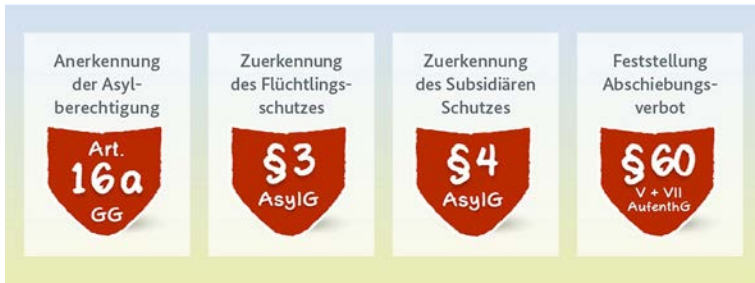 Anerkennung
der Asyl-
berechtigung
Art.
16a
GG
Zuerkennung
des Flüchtlings-
schutzes
§3
AsylG
Zuerkennung
des Subsidiären
Schutzes
§4
AsylG
Feststellung
Abschiebungs-
verbot
§60
V + VII
AufenthG